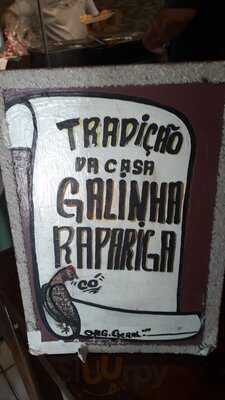 TRADIÇÃO
DA CASA
GALINHA
RAPARIGA
"CÓ"